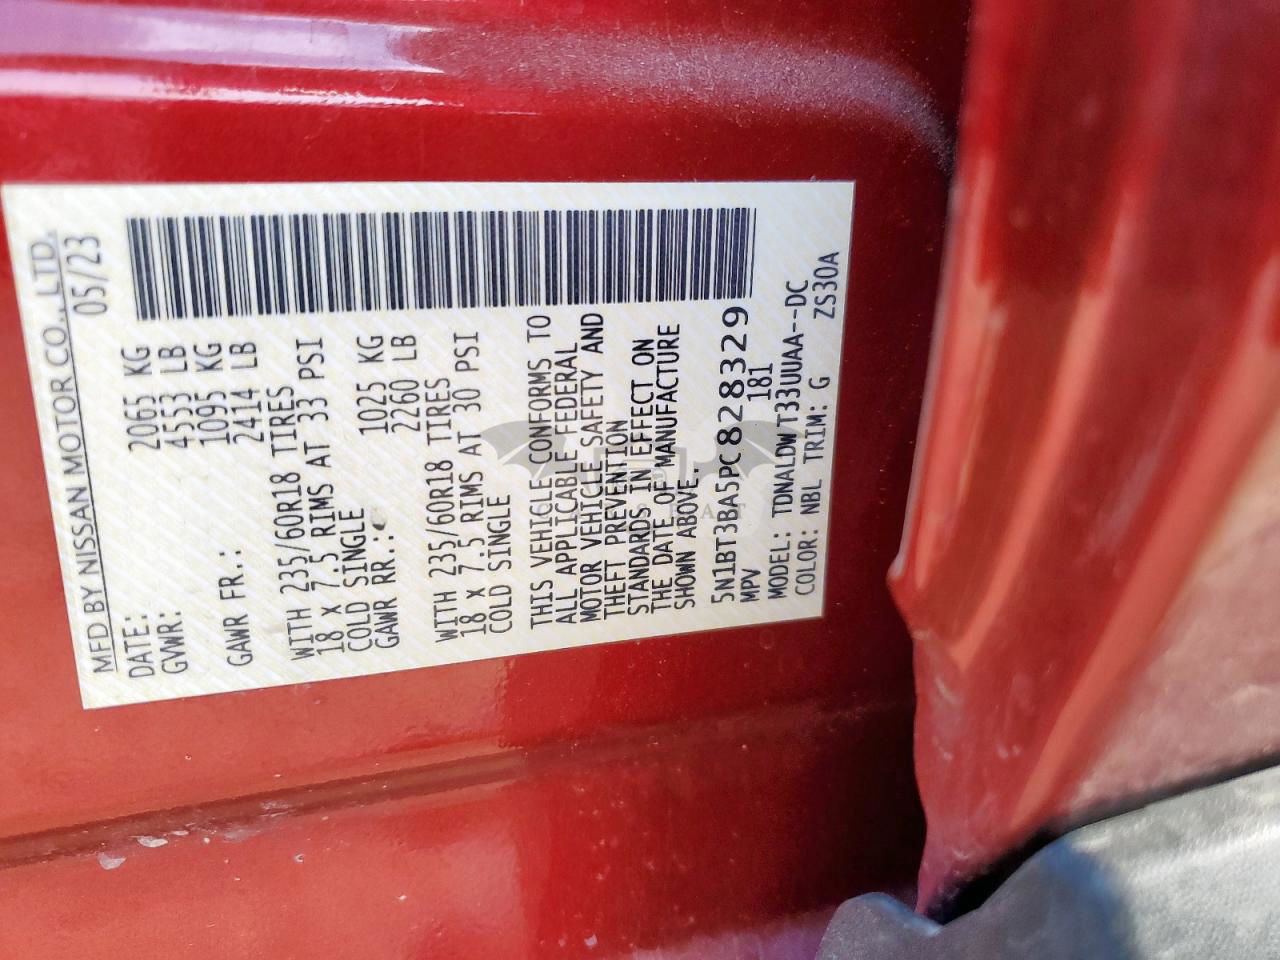 MFD BY NISSAN MOTOR CO., LTD.
DATE: 05/23
GVWR: 2065 KG
4553 LB
1095 KG
GAWR FR.: 2414 LB
WITH 235/60R18 TIRES
18 x 7.5 RIMS AT 33 PSI
COLD SINGLE
GAWR RR.: 1025 KG
2260 LB
WITH 235/60R18 TIRES
18 x 7.5 RIMS AT 30 PSI
COLD SINGLE
THIS VEHICLE CONFORMS TO
ALL APPLICABLE FEDERAL
MOTOR VEHICLE SAFETY AND
THEFT PREVENTION
STANDARDS IN EFFECT ON
THE DATE OF MANUFACTURE
SHOWN ABOVE.
5N1BT3BA5PC828329
MPV 181
MODEL: TDNALDWT33UUAA--DC
COLOR: NBL TRIM: G ZS30A